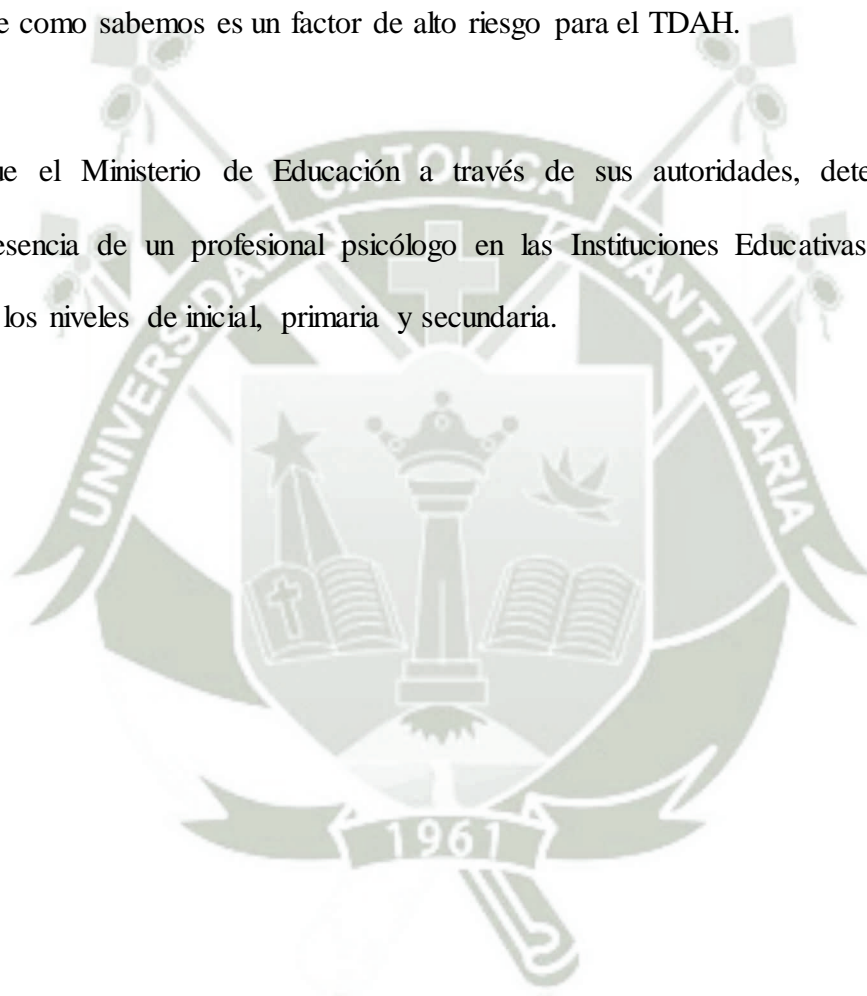 e como sabemos es un factor de alto riesgo para el TDAH.
ue el Ministerio de Educación a través de sus autoridades, dete
esencia de un profesional psicólogo en las Instituciones Educativas
los niveles de inicial, primaria y secundaria.
UNIVERSIDAD CATOLICA SANTA MARIA
1961